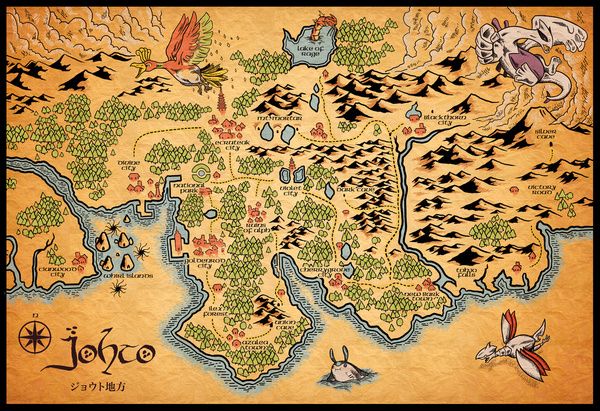 Lake of
Rage
Mt. Mortar
Blackthorn
City
Ecruteak
City
Silver
Cave
Olivine
City
National
Park
Violet
City
Dark Cave
Victory
Road
Ruins
of Alph
Cianwood
City
Whirl Islands
Goldenrod
City
Cherrygrove
City
Tohjo
Falls
New Bark
Town
Ilex
Forest
Union
Cave
Azalea
Town
N
Johto
ジョウト地方